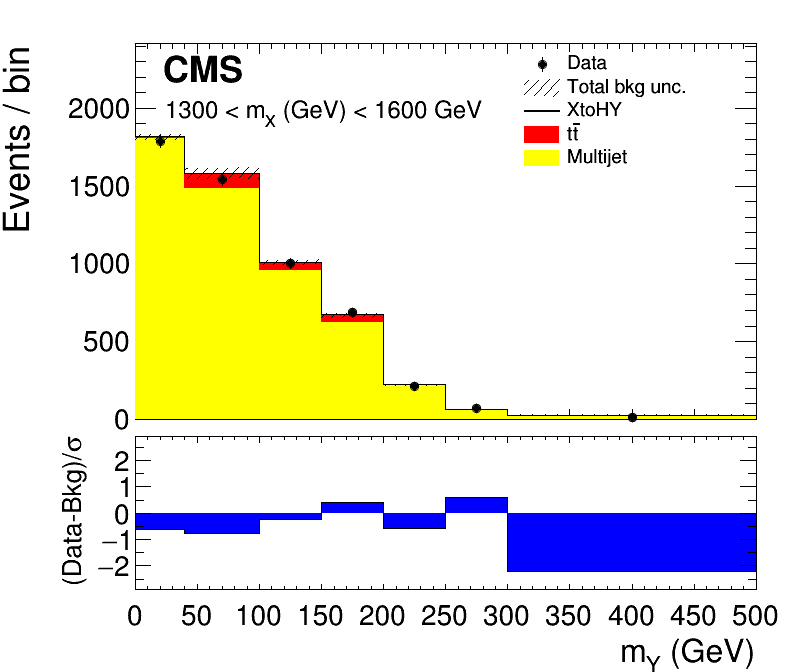 Events / bin
CMS
1300 < m_X (GeV) < 1600 GeV
Data
Total bkg unc.
XtoHY
tt̄
Multijet
2000
1500
1000
500
0
(Data-Bkg)/σ
2
1
0
−1
−2
0 50 100 150 200 250 300 350 400 450 500
m_Y (GeV)